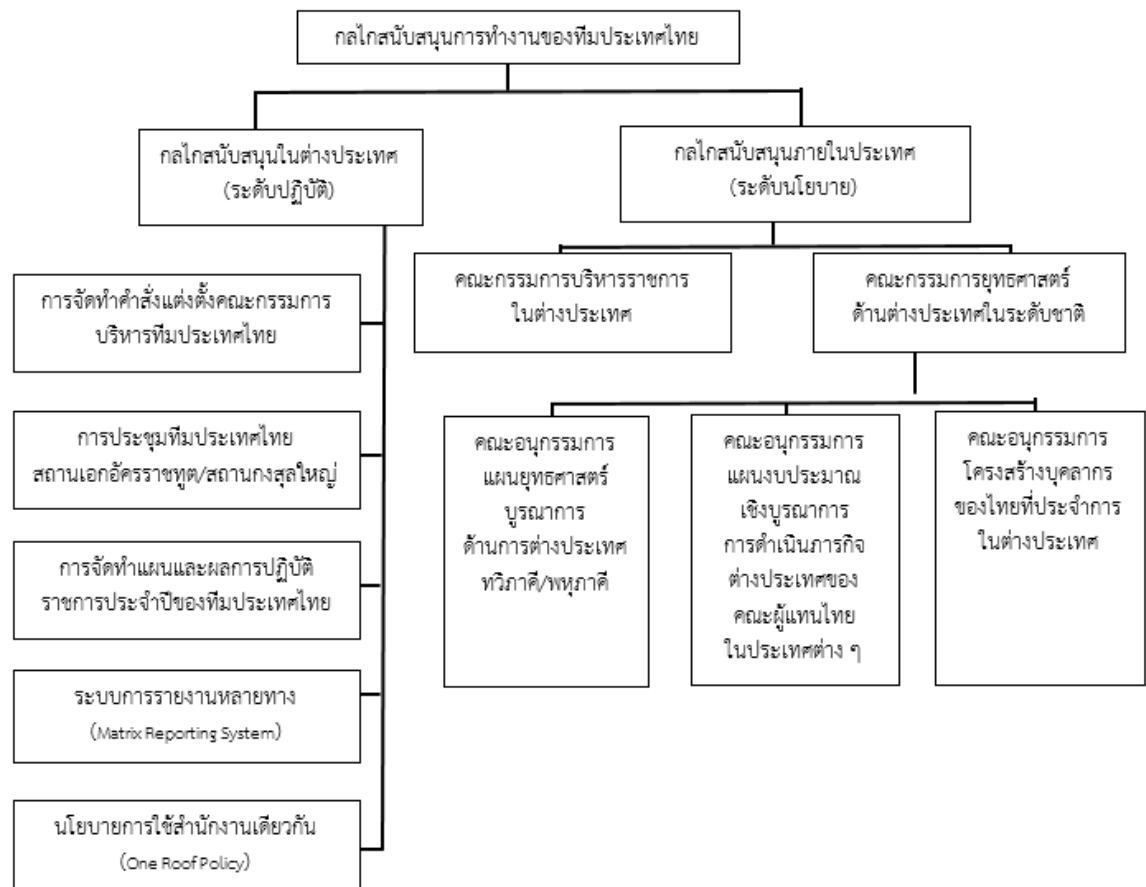 กลไกสนับสนุนการทำงานของทีมประเทศไทย
กลไกสนับสนุนในต่างประเทศ
(ระดับปฏิบัติ)
กลไกสนับสนุนภายในประเทศ
(ระดับนโยบาย)
การจัดทำคำสั่งแต่งตั้งคณะกรรมการ
บริหารทีมประเทศไทย
การประชุมทีมประเทศไทย
สถานเอกอัครราชทูต/สถานกงสุลใหญ่
การจัดทำแผนและผลการปฏิบัติ
ราชการประจำปีของทีมประเทศไทย
ระบบการรายงานหลายทาง
(Matrix Reporting System)
นโยบายการใช้สำนักงานเดียวกัน
(One Roof Policy)
คณะกรรมการบริหารราชการ
ในต่างประเทศ
คณะกรรมการยุทธศาสตร์
ด้านต่างประเทศในระดับชาติ
คณะอนุกรรมการ
แผนยุทธศาสตร์
บูรณาการ
ด้านการต่างประเทศ
ทวิภาคี/พหุภาคี
คณะอนุกรรมการ
แผนงบประมาณ
เชิงบูรณาการ
การดำเนินภารกิจ
ต่างประเทศของ
คณะผู้แทนไทย
ในประเทศต่าง ๆ
คณะอนุกรรมการ
โครงสร้างบุคลากร
ของไทยที่ประจำการ
ในต่างประเทศ